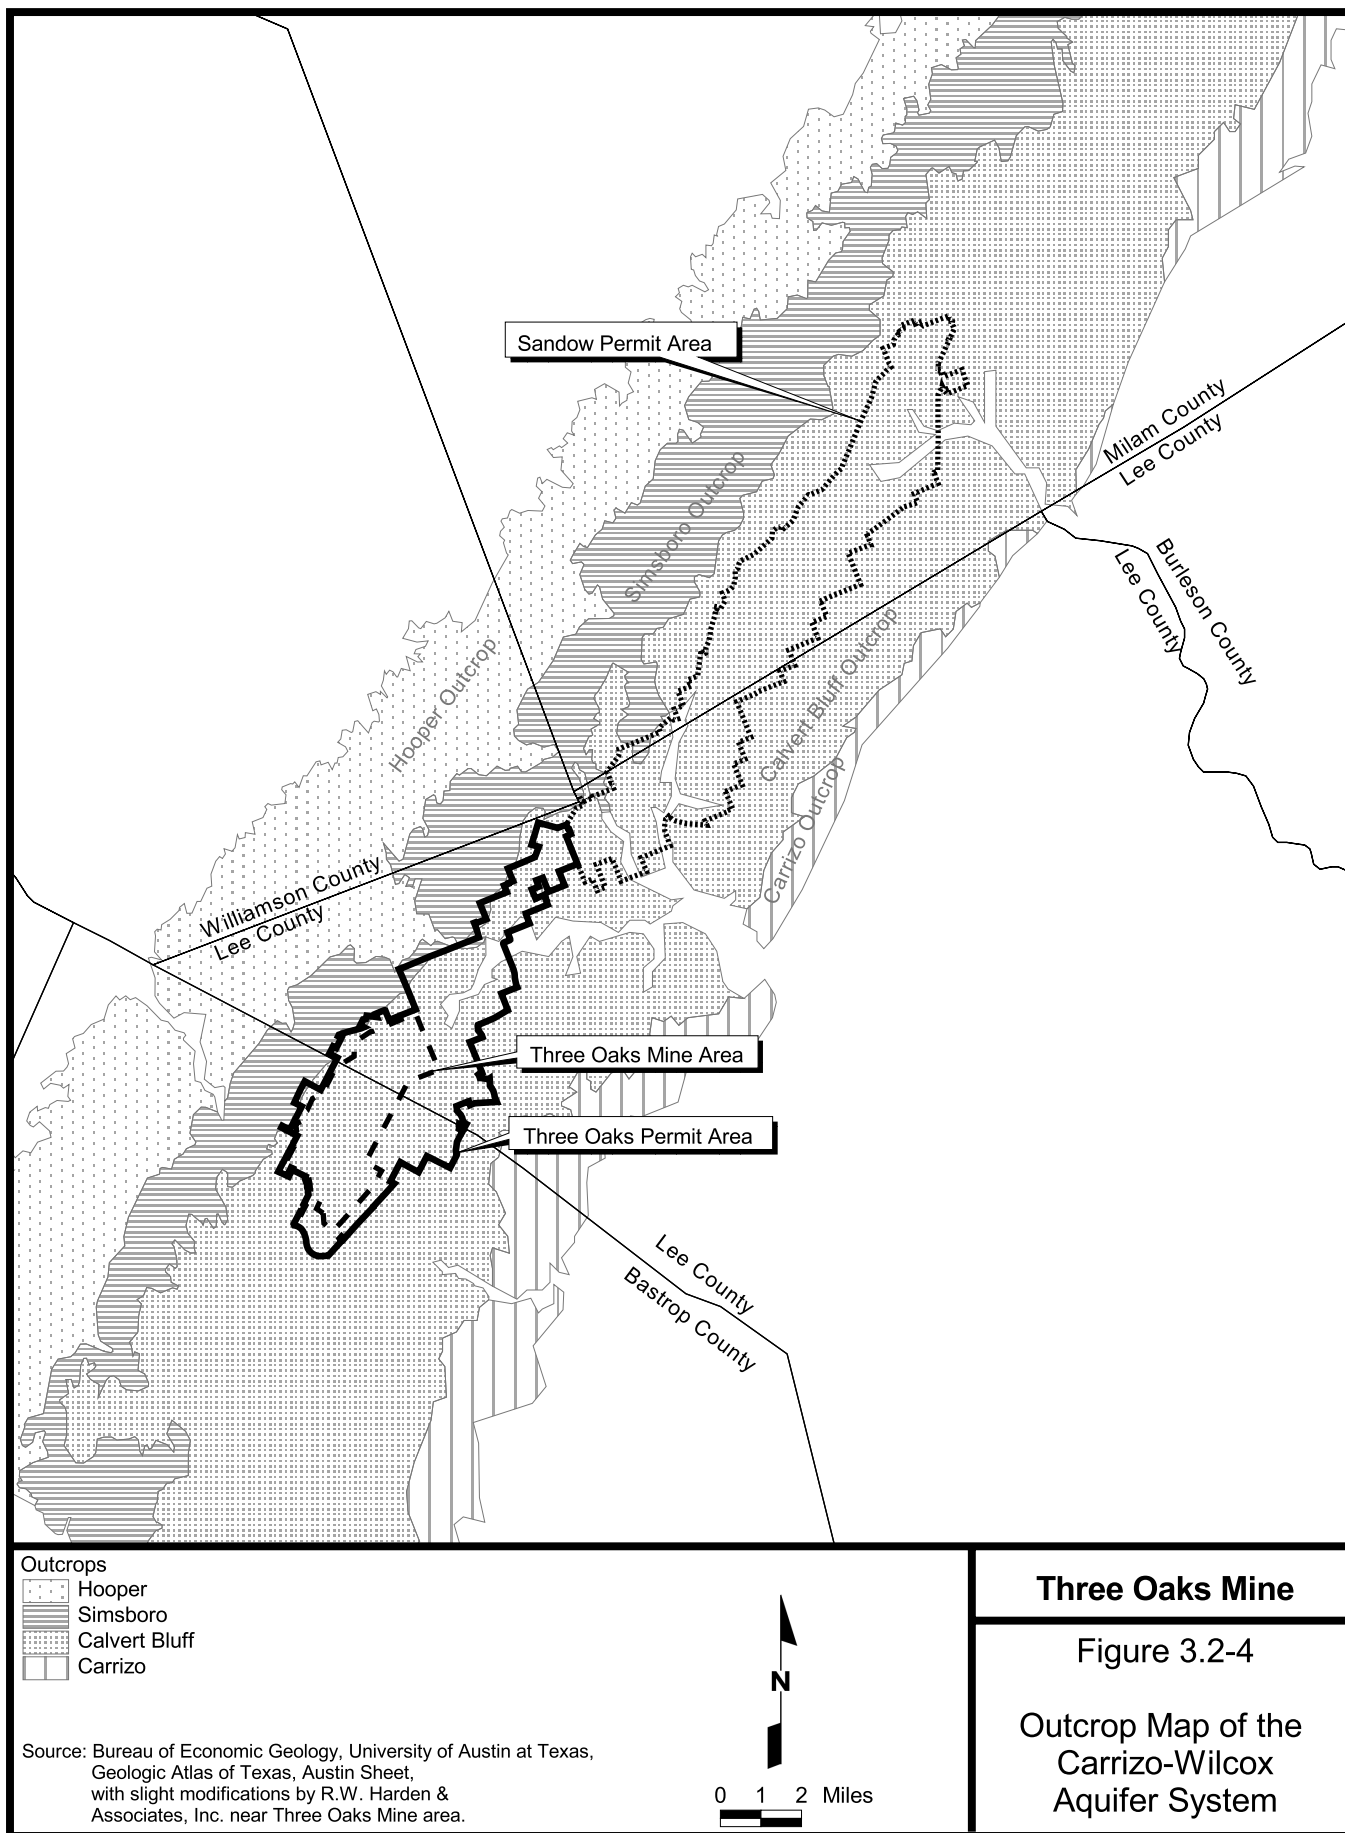 Sandow Permit Area
Milam County
Lee County
Simsboro Outcrop
Burleson County
Lee County
Hooper Outcrop
Calvert Bluff Outcrop
Carrizo Outcrop
Williamson County
Lee County
Three Oaks Mine Area
Three Oaks Permit Area
Lee County
Bastrop County
Outcrops
Hooper
Simsboro
Calvert Bluff
Carrizo
Source: Bureau of Economic Geology, University of Austin at Texas,
Geologic Atlas of Texas, Austin Sheet,
with slight modifications by R.W. Harden &
Associates, Inc. near Three Oaks Mine area.
N
0 1 2 Miles
Three Oaks Mine
Figure 3.2-4
Outcrop Map of the
Carrizo-Wilcox
Aquifer System